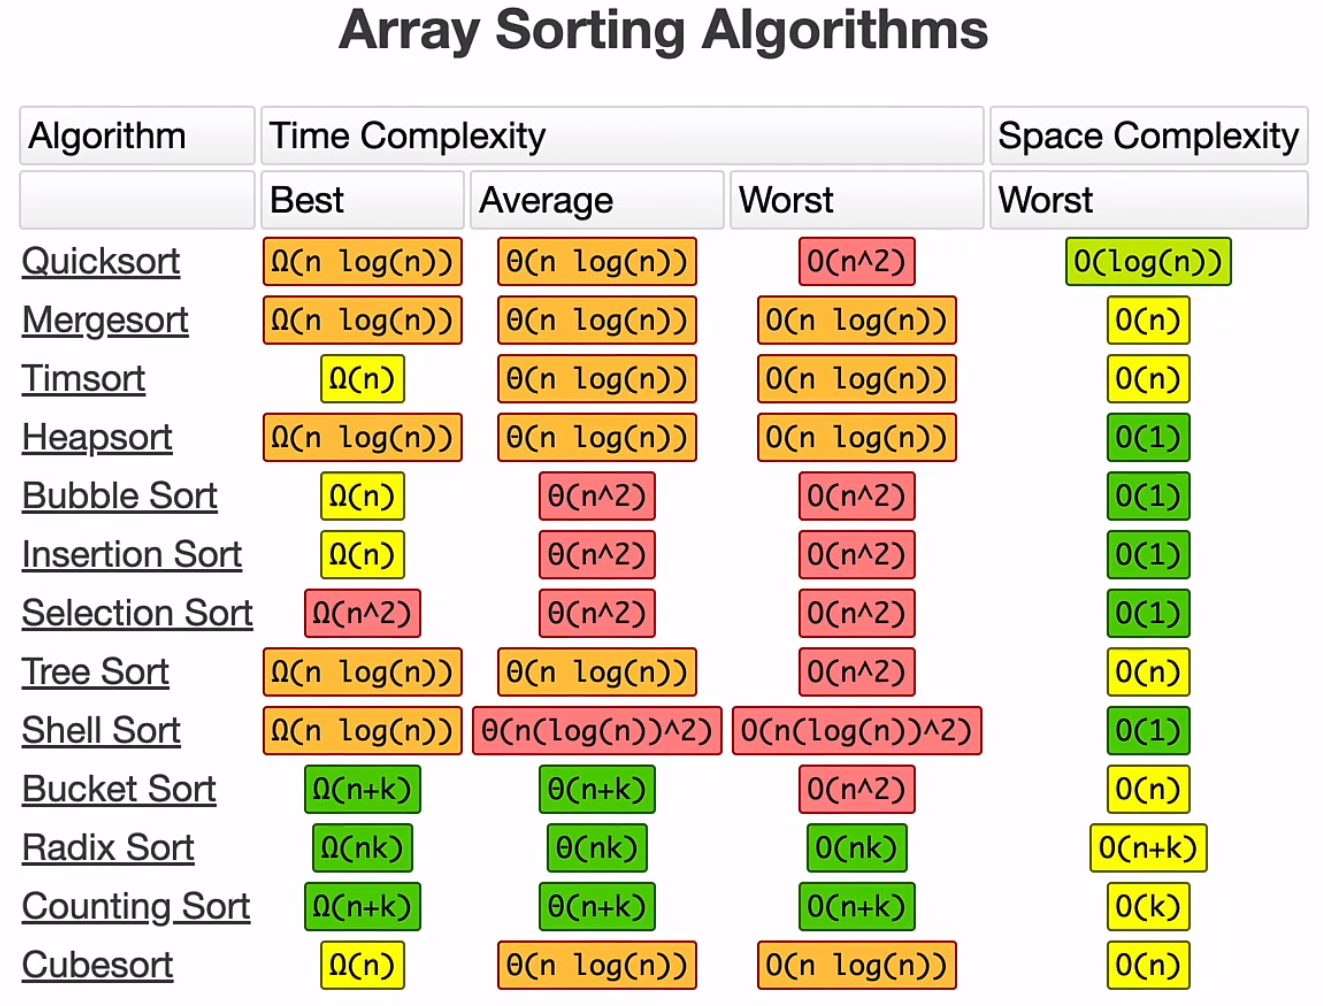 Array Sorting Algorithms
Algorithm Time Complexity Space Complexity
Best Average Worst Worst
Quicksort Ω(n log(n)) Θ(n log(n)) O(n^2) O(log(n))
Mergesort Ω(n log(n)) Θ(n log(n)) O(n log(n)) O(n)
Timsort Ω(n) Θ(n log(n)) O(n log(n)) O(n)
Heapsort Ω(n log(n)) Θ(n log(n)) O(n log(n)) O(1)
Bubble Sort Ω(n) Θ(n^2) O(n^2) O(1)
Insertion Sort Ω(n) Θ(n^2) O(n^2) O(1)
Selection Sort Ω(n^2) Θ(n^2) O(n^2) O(1)
Tree Sort Ω(n log(n)) Θ(n log(n)) O(n^2) O(n)
Shell Sort Ω(n log(n)) Θ(n(log(n))^2) O(n(log(n))^2) O(1)
Bucket Sort Ω(n+k) Θ(n+k) O(n^2) O(n)
Radix Sort Ω(nk) Θ(nk) O(nk) O(n+k)
Counting Sort Ω(n+k) Θ(n+k) O(n+k) O(k)
Cubesort Ω(n) Θ(n log(n)) O(n log(n)) O(n)